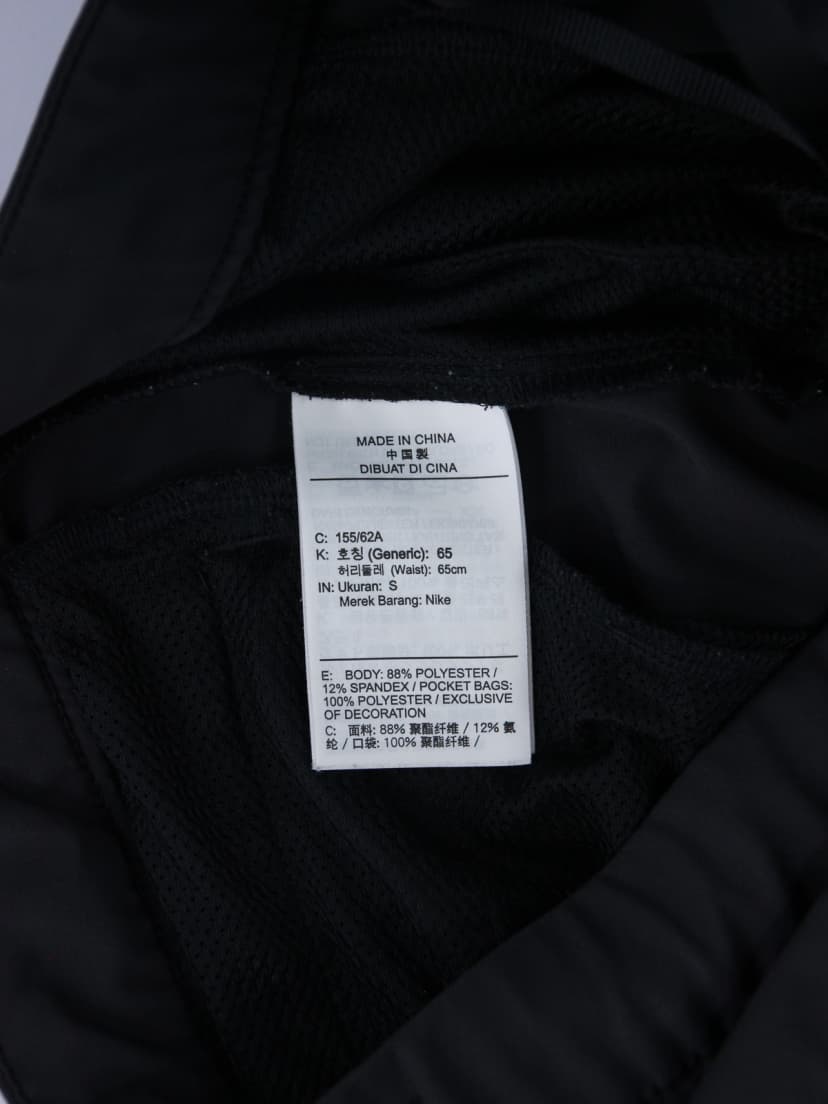 MADE IN CHINA
中国製
DIBUAT DI CINA
C: 155/62A
K: 호칭 (Generic): 65
허리둘레 (Waist): 65cm
IN: Ukuran: S
Merek Barang: Nike
E: BODY: 88% POLYESTER /
12% SPANDEX / POCKET BAGS:
100% POLYESTER / EXCLUSIVE
OF DECORATION
C: 面料: 88% 聚酯纤维 / 12% 氨
纶 / 口袋: 100% 聚酯纤维 /